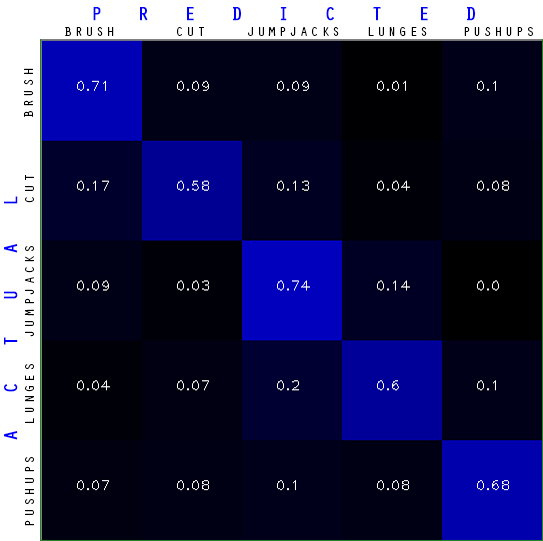 PREDICTED
BRUSH CUT JUMPJACKS LUNGES PUSHUPS
ACTUAL
BRUSH 0.71 0.09 0.09 0.01 0.1
CUT 0.17 0.58 0.13 0.04 0.08
JUMPJACKS 0.09 0.03 0.74 0.14 0.0
LUNGES 0.04 0.07 0.2 0.6 0.1
PUSHUPS 0.07 0.08 0.1 0.08 0.68